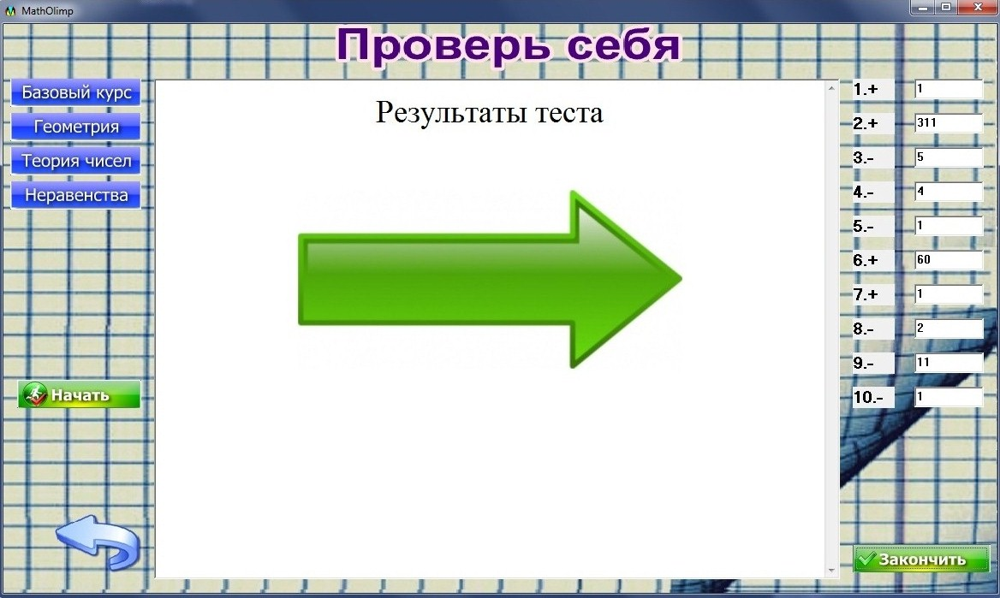 MathOlimp
Проверь себя
Базовый курс
Геометрия
Теория чисел
Неравенства
Начать
Результаты теста
1.+ 1
2.+ 311
3.- 5
4.- 4
5.- 1
6.+ 60
7.+ 1
8.- 2
9.- 11
10.- 1
Закончить